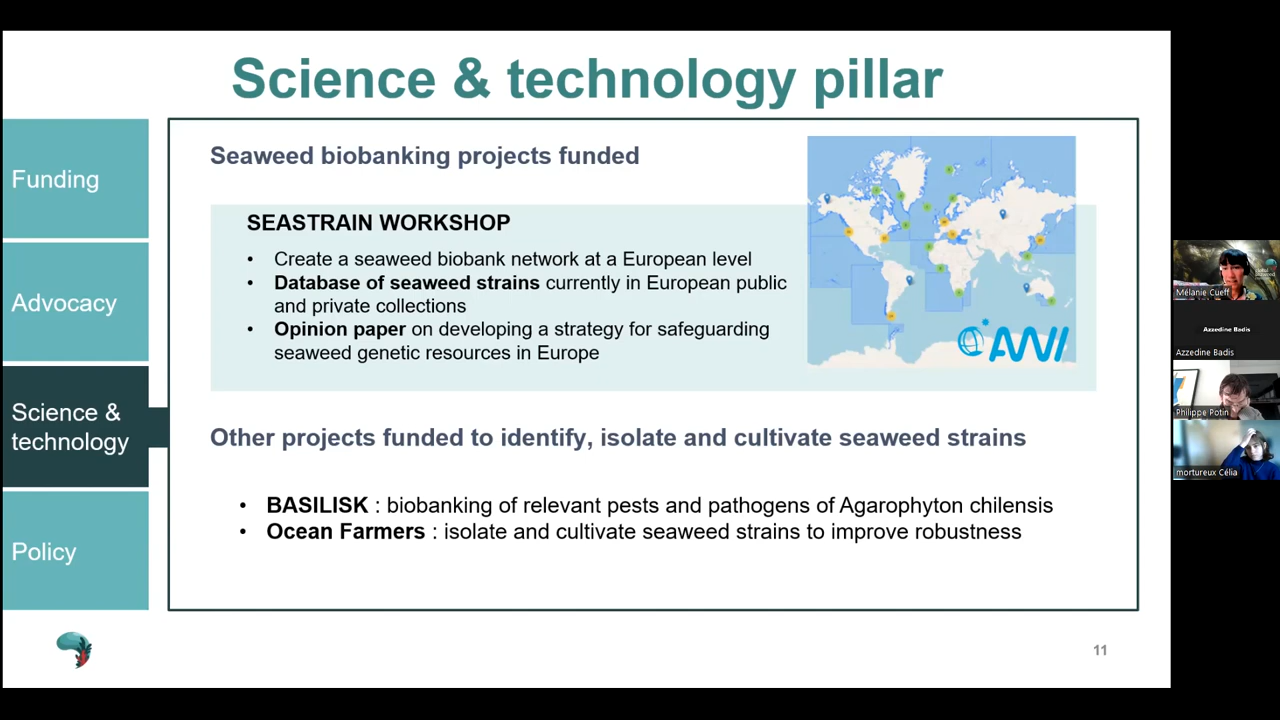 Science & technology pillar
Funding
Advocacy
Science &
technology
Policy
Seaweed biobanking projects funded
SEASTRAIN WORKSHOP
• Create a seaweed biobank network at a European level
• Database of seaweed strains currently in European public
and private collections
• Opinion paper on developing a strategy for safeguarding
seaweed genetic resources in Europe
AWI
Other projects funded to identify, isolate and cultivate seaweed strains
• BASILISK : biobanking of relevant pests and pathogens of Agarophyton chilensis
• Ocean Farmers : isolate and cultivate seaweed strains to improve robustness
11
Mélanie Cueff
Azzedine Badis
Azzedine Badis
Philippe Potin
mortureux Célia